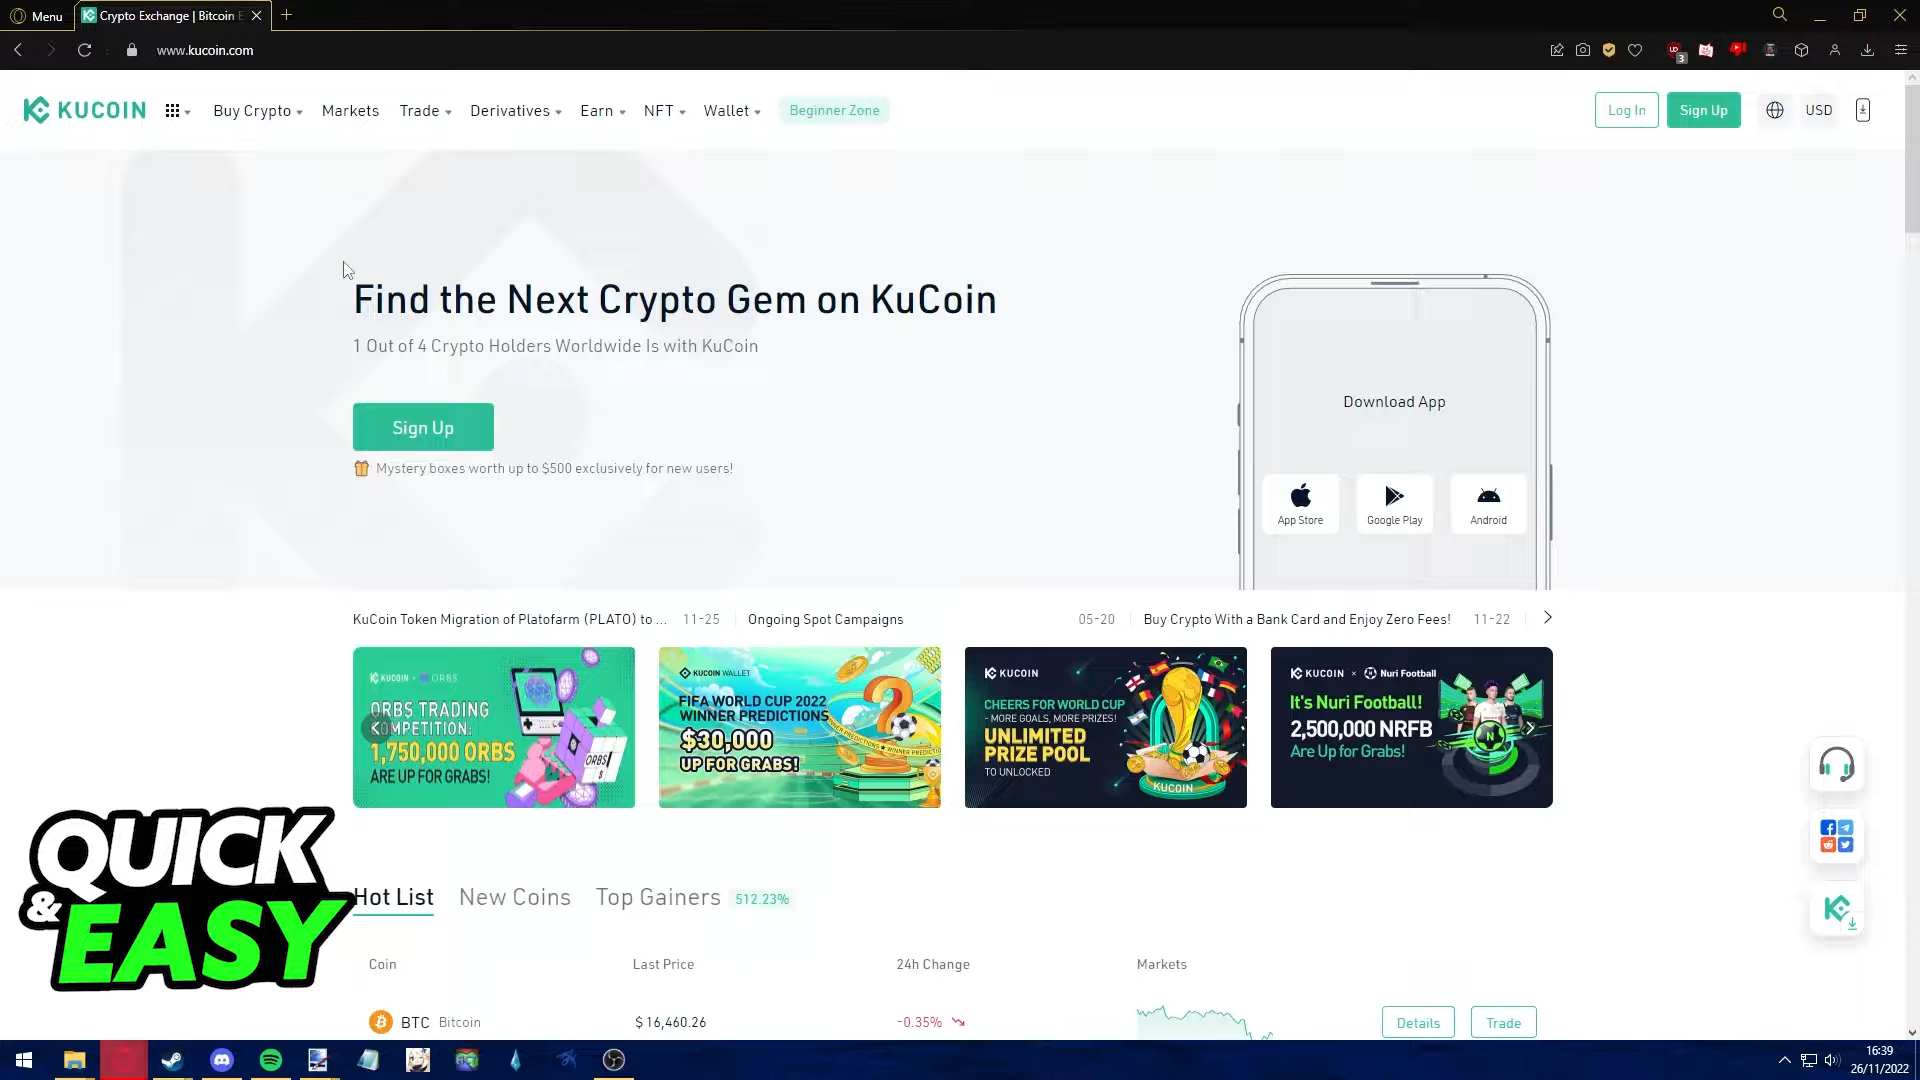 Menu
Crypto Exchange | Bitcoin E
www.kucoin.com
3
KUCOIN
Buy Crypto
Markets
Trade
Derivatives
Earn
NFT
Wallet
Beginner Zone
Log In
Sign Up
USD
Find the Next Crypto Gem on KuCoin
1 Out of 4 Crypto Holders Worldwide Is with KuCoin
Sign Up
Mystery boxes worth up to $500 exclusively for new users!
Download App
App Store
Google Play
Android
KuCoin Token Migration of Platofarm (PLATO) to ...
11-25
Ongoing Spot Campaigns
05-20
Buy Crypto With a Bank Card and Enjoy Zero Fees!
11-22
KUCOIN + ORBS
ORBS TRADING
KOMPETITION:
1,750,000 ORBS
ARE UP FOR GRABS!
ORBS
$
KUCOIN WALLET
FIFA WORLD CUP 2022
WINNER PREDICTIONS
$30,000
UP FOR GRABS!
WINNER PREDICTIONS
KUCOIN
CHEERS FOR WORLD CUP
- MORE GOALS, MORE PRIZES!
UNLIMITED
PRIZE POOL
TO UNLOCKED
KUCOIN
KUCOIN × Nuri Football
It's Nuri Football!
2,500,000 NRFB
Are Up for Grabs!
N
QUICK
& EASY
Hot List
New Coins
Top Gainers
512.23%
Coin
Last Price
24h Change
Markets
BTC Bitcoin
$ 16,460.26
-0.35%
Details
Trade
16:39
26/11/2022